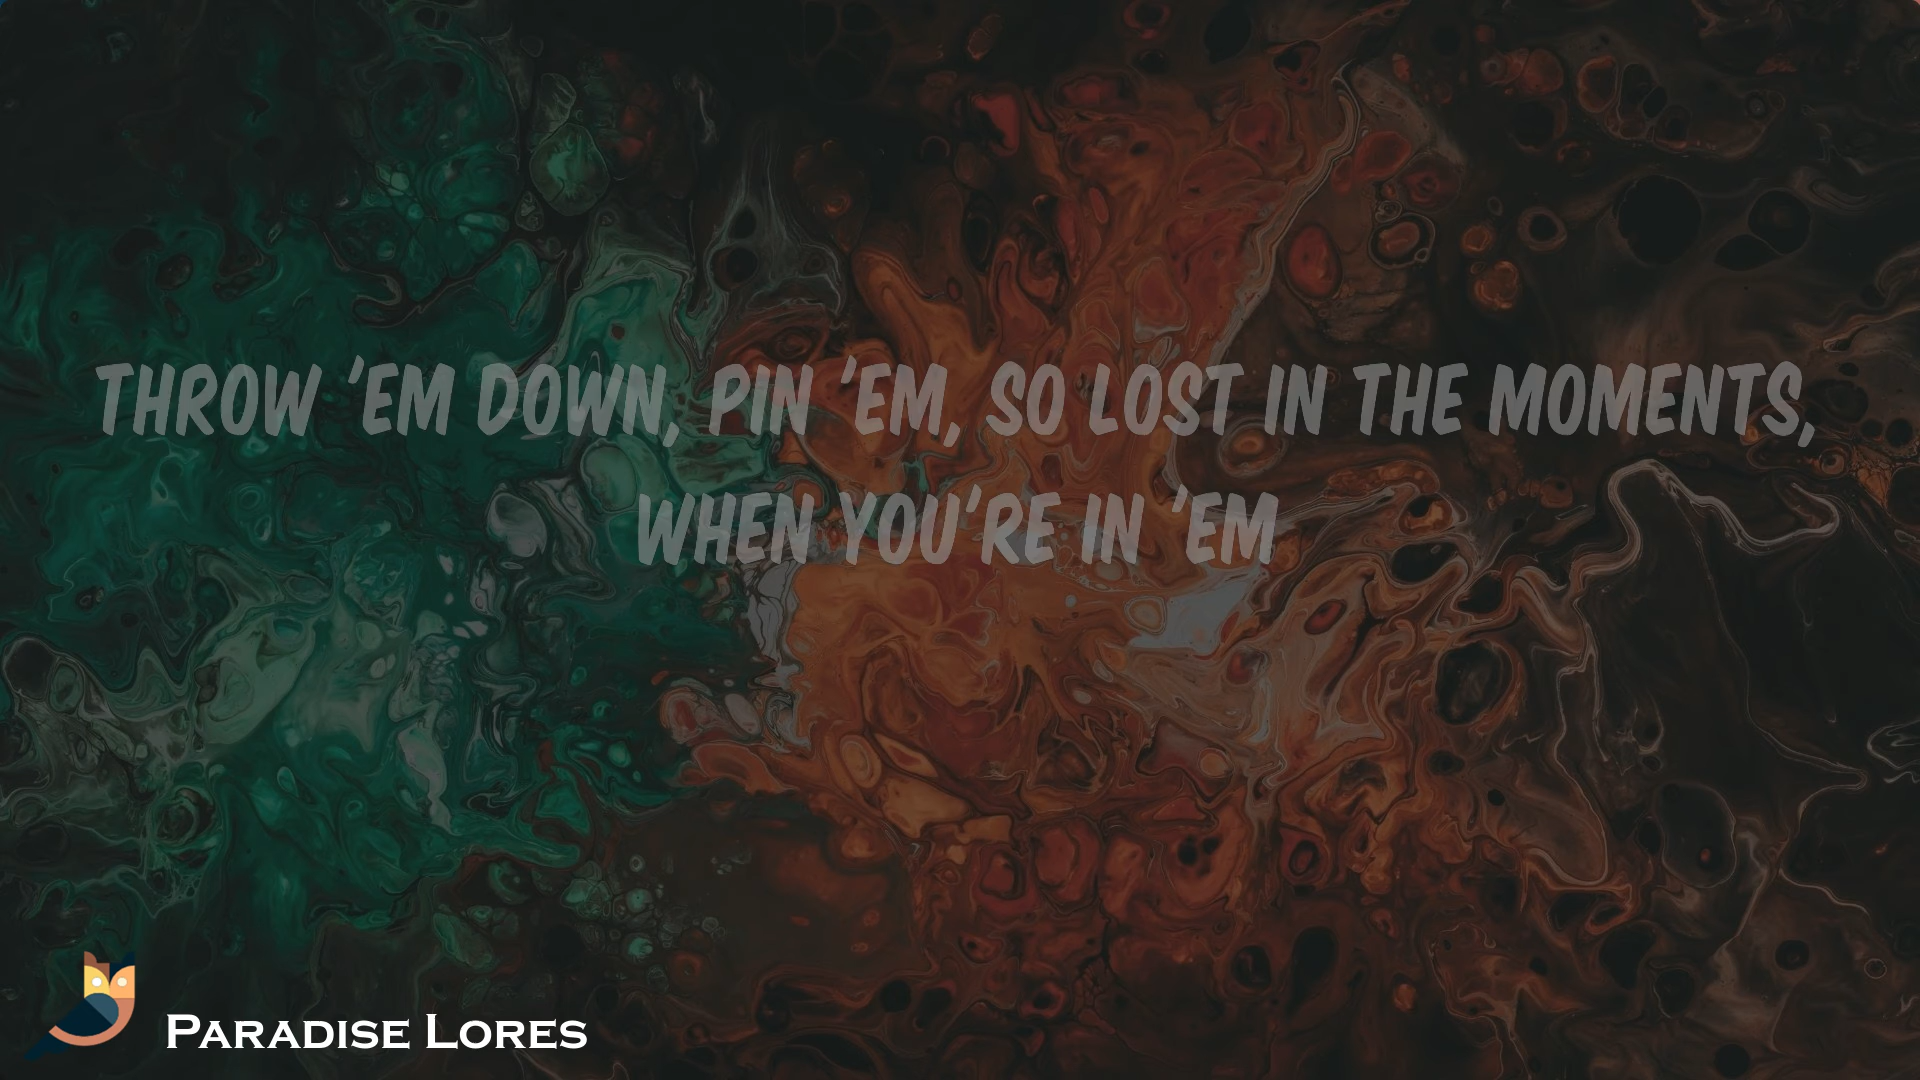 THROW 'EM DOWN, PIN 'EM, SO LOST IN THE MOMENTS,
WHEN YOU'RE IN 'EM
PARADISE LORES